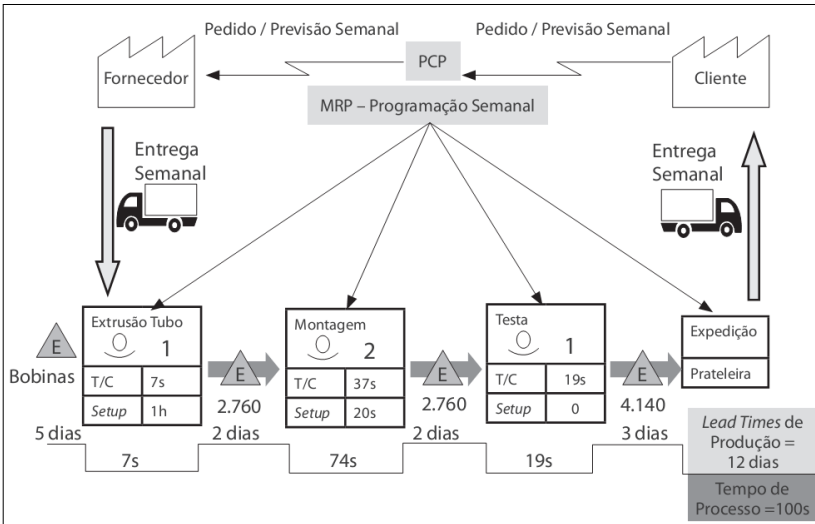 Pedido / Previsão Semanal
Pedido / Previsão Semanal
Fornecedor
PCP
Cliente
MRP – Programação Semanal
Entrega
Semanal
Entrega
Semanal
E
Bobinas
Extrusão Tubo
1
T/C
7s
Setup
1h
E
2.760
Montagem
2
T/C
37s
Setup
20s
E
2.760
Testa
1
T/C
19s
Setup
0
E
4.140
Expedição
Prateleira
5 dias
7s
2 dias
74s
2 dias
19s
3 dias
Lead Times de
Produção =
12 dias
Tempo de
Processo =100s